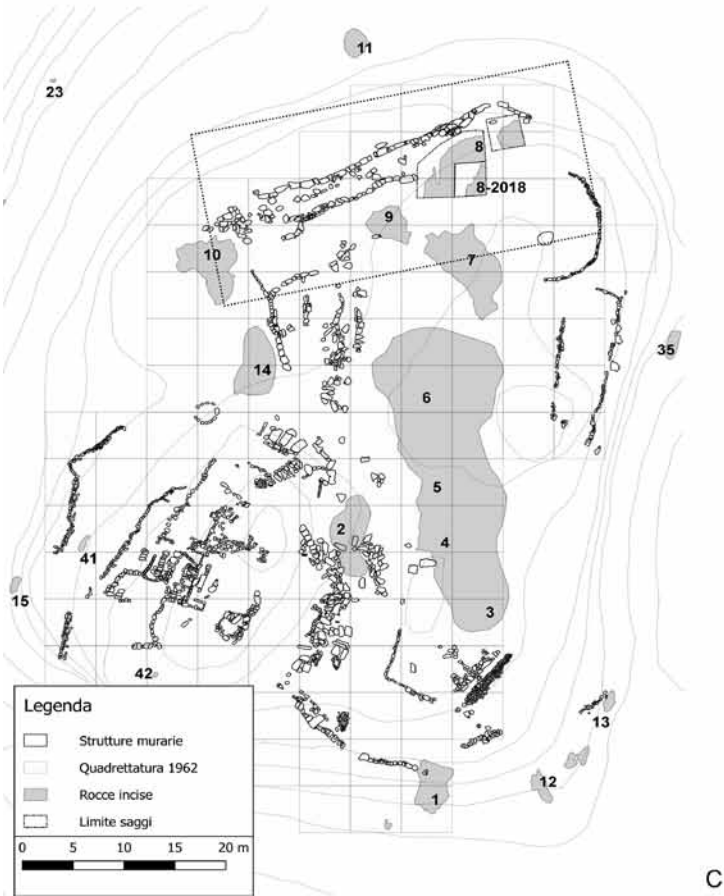 11
23
8
8-2018
9
10
7
14
35
6
5
2
4
41
15
3
42
13
12
1
Legenda
Strutture murarie
Quadrettatura 1962
Rocce incise
Limite saggi
0 5 10 15 20 m
C